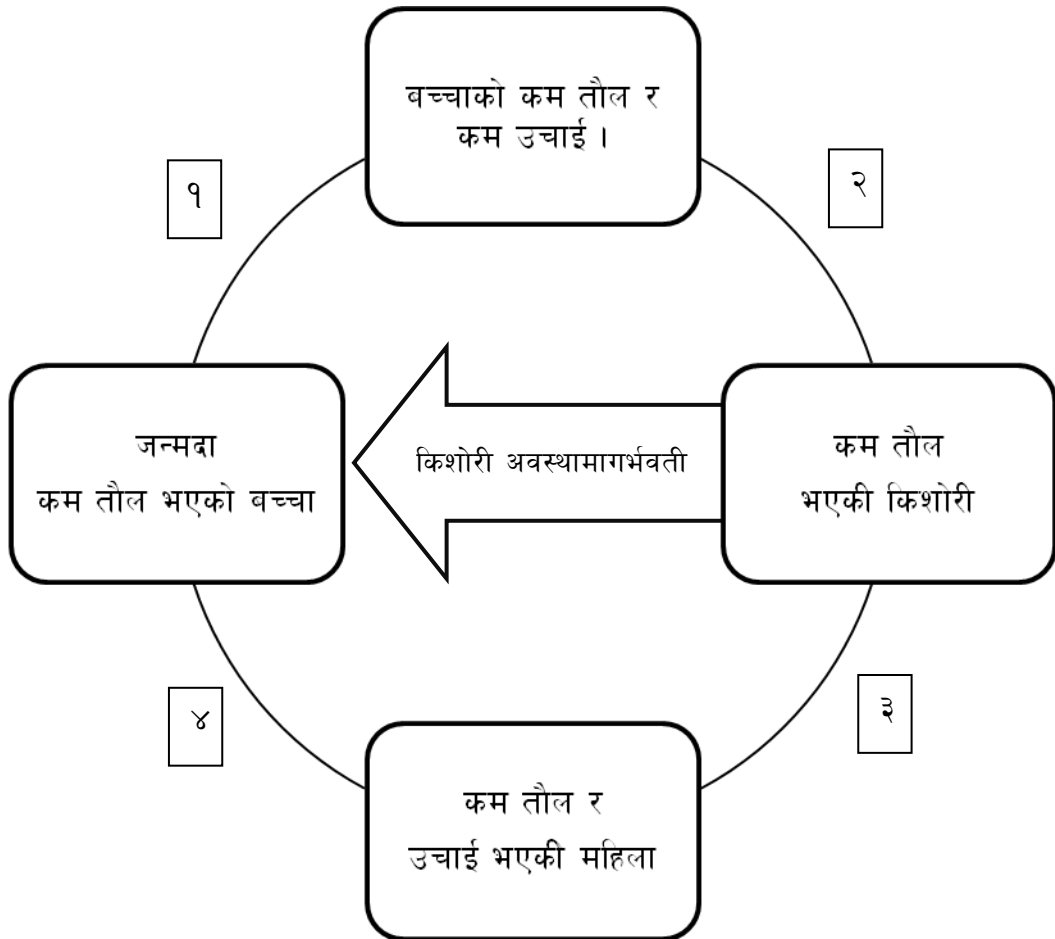 बच्चाको कम तौल र
कम उचाई ।
१
२
जन्मदा
कम तौल भएको बच्चा
किशोरी अवस्थामागर्भवती
कम तौल
भएकी किशोरी
४
३
कम तौल र
उचाई भएकी महिला